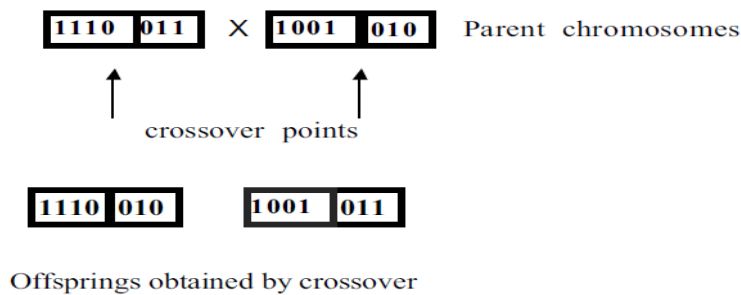 1110 011 X 1001 010 Parent chromosomes
crossover points
1110 010 1001 011
Offsprings obtained by crossover